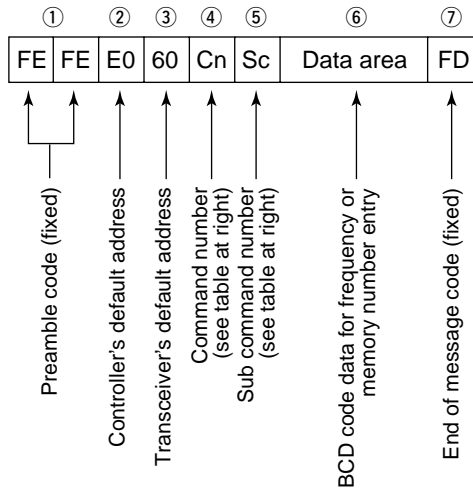 ① ② ③ ④ ⑤ ⑥ ⑦
FE FE E0 60 Cn Sc Data area FD
Preamble code (fixed)
Controller's default address
Transceiver's default address
Command number
(see table at right)
Sub command number
(see table at right)
BCD code data for frequency or
memory number entry
End of message code (fixed)